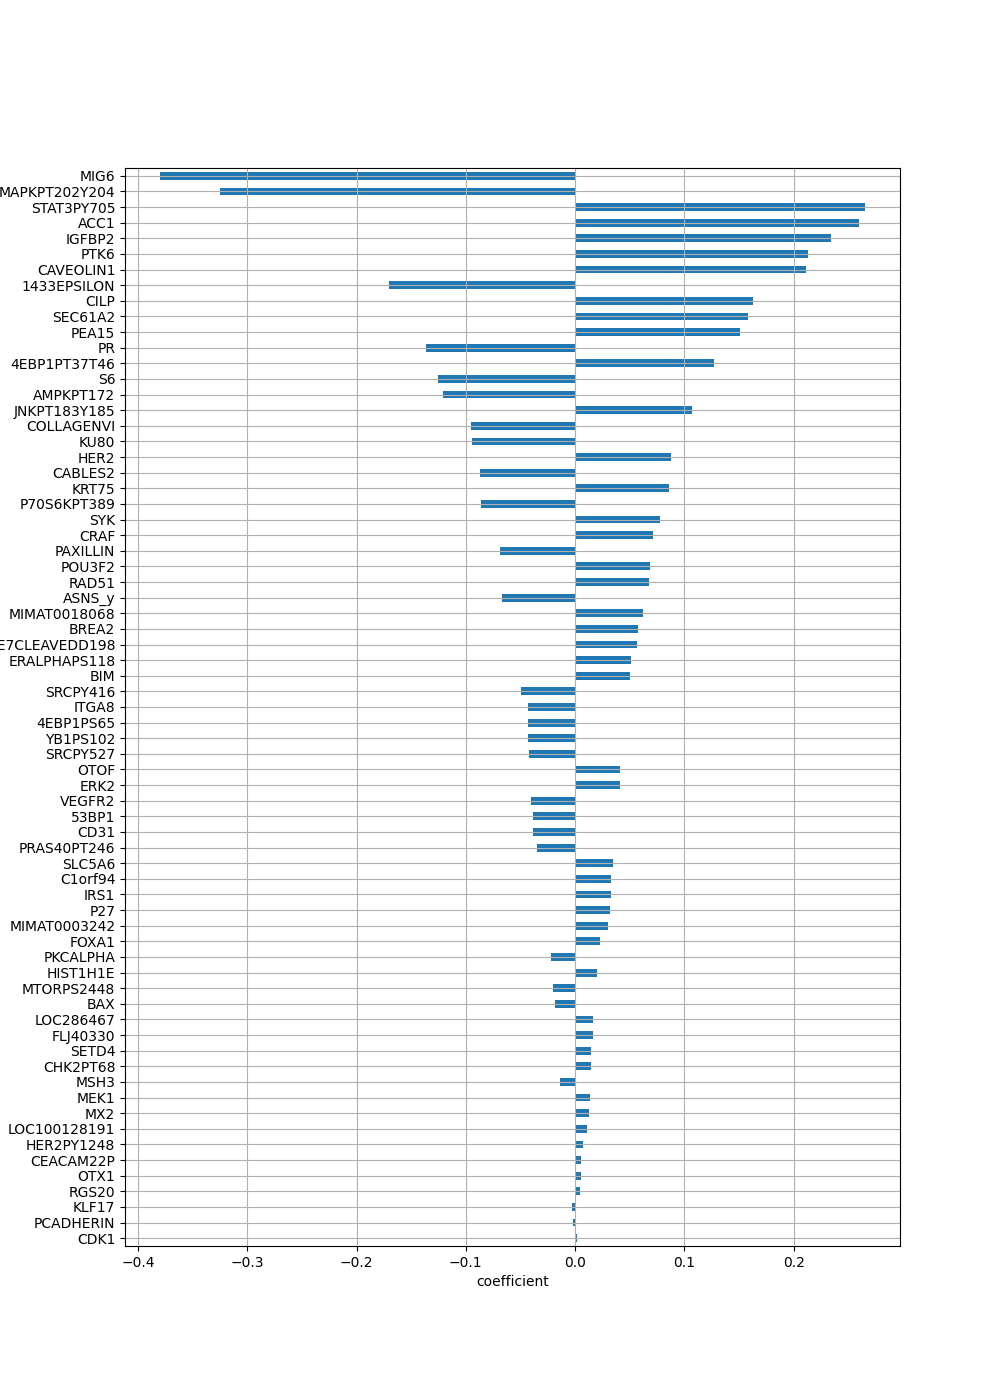 MIG6
MAPKPT202Y204
STAT3PY705
ACC1
IGFBP2
PTK6
CAVEOLIN1
1433EPSILON
CILP
SEC61A2
PEA15
PR
4EBP1PT37T46
S6
AMPKPT172
JNKPT183Y185
COLLAGENVI
KU80
HER2
CABLES2
KRT75
P70S6KPT389
SYK
CRAF
PAXILLIN
POU3F2
RAD51
ASNS_y
MIMAT0018068
BREA2
E7CLEAVEDD198
ERALPHAPS118
BIM
SRCPY416
ITGA8
4EBP1PS65
YB1PS102
SRCPY527
OTOF
ERK2
VEGFR2
53BP1
CD31
PRAS40PT246
SLC5A6
C1orf94
IRS1
P27
MIMAT0003242
FOXA1
PKCALPHA
HIST1H1E
MTORPS2448
BAX
LOC286467
FLJ40330
SETD4
CHK2PT68
MSH3
MEK1
MX2
LOC100128191
HER2PY1248
CEACAM22P
OTX1
RGS20
KLF17
PCADHERIN
CDK1
−0.4 −0.3 −0.2 −0.1 0.0 0.1 0.2
coefficient